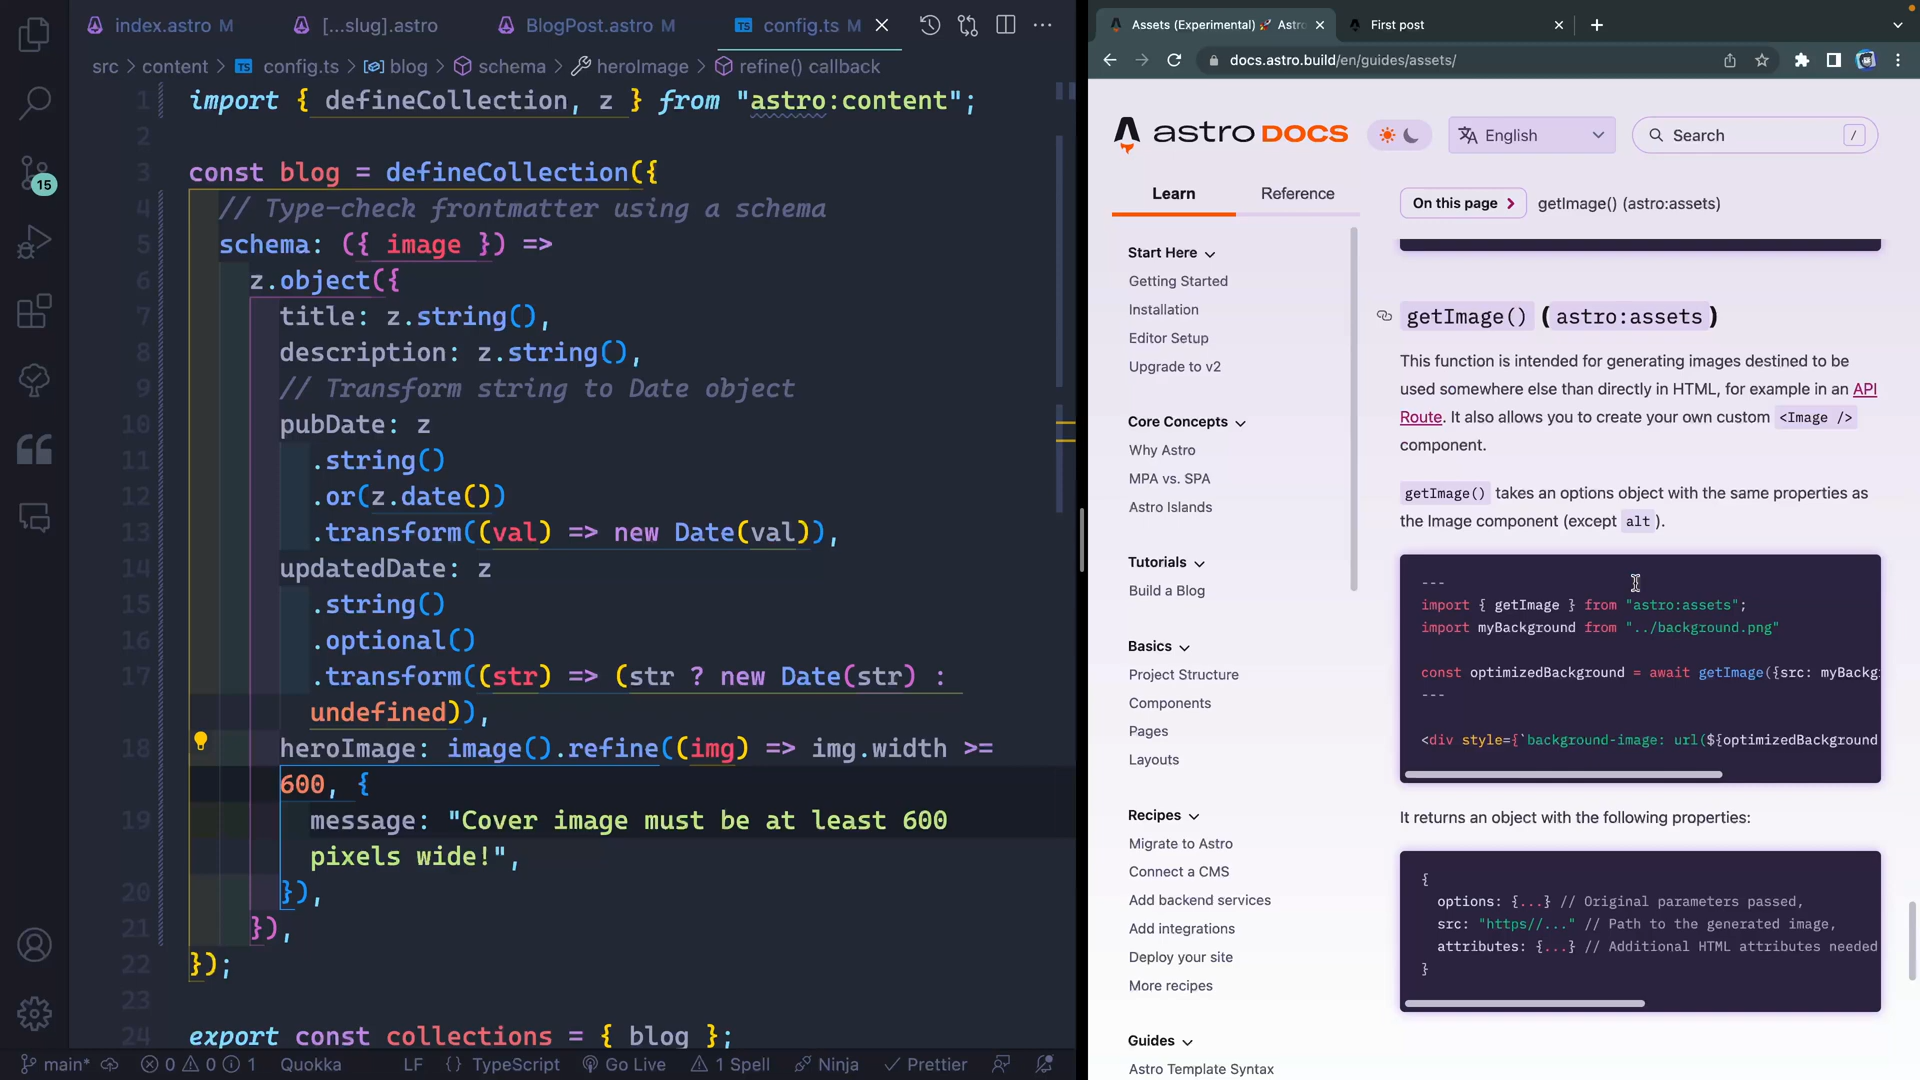 index.astro M
[...slug].astro
BlogPost.astro M
TS config.ts M
src > content > TS config.ts > blog > schema > heroImage > refine() callback
1 import { defineCollection, z } from "astro:content";
2
3 const blog = defineCollection({
4 // Type-check frontmatter using a schema
5 schema: ({ image }) =>
6 z.object({
7 title: z.string(),
8 description: z.string(),
9 // Transform string to Date object
10 pubDate: z
11 .string()
12 .or(z.date())
13 .transform((val) => new Date(val)),
14 updatedDate: z
15 .string()
16 .optional()
17 .transform((str) => (str ? new Date(str) :
undefined)),
18 heroImage: image().refine((img) => img.width >=
600, {
19 message: "Cover image must be at least 600
pixels wide!",
20 }),
21 }),
22 });
23
24 export const collections = { blog };
15
main* 0 0 1 Quokka LF {} TypeScript Go Live 1 Spell Ninja Prettier
Assets (Experimental) 🚀 Astro
First post
docs.astro.build/en/guides/assets/
astro DOCS
English
Search /
Learn
Reference
Start Here
Getting Started
Installation
Editor Setup
Upgrade to v2
Core Concepts
Why Astro
MPA vs. SPA
Astro Islands
Tutorials
Build a Blog
Basics
Project Structure
Components
Pages
Layouts
Recipes
Migrate to Astro
Connect a CMS
Add backend services
Add integrations
Deploy your site
More recipes
Guides
Astro Template Syntax
On this page > getImage() (astro:assets)
getImage() (astro:assets)
This function is intended for generating images destined to be
used somewhere else than directly in HTML, for example in an API
Route. It also allows you to create your own custom <Image />
component.
getImage() takes an options object with the same properties as
the Image component (except alt).
---
import { getImage } from "astro:assets";
import myBackground from "../background.png"
const optimizedBackground = await getImage({src: myBackg
---
<div style={`background-image: url(${optimizedBackground
It returns an object with the following properties:
{
options: {...} // Original parameters passed,
src: "https//..." // Path to the generated image,
attributes: {...} // Additional HTML attributes needed
}